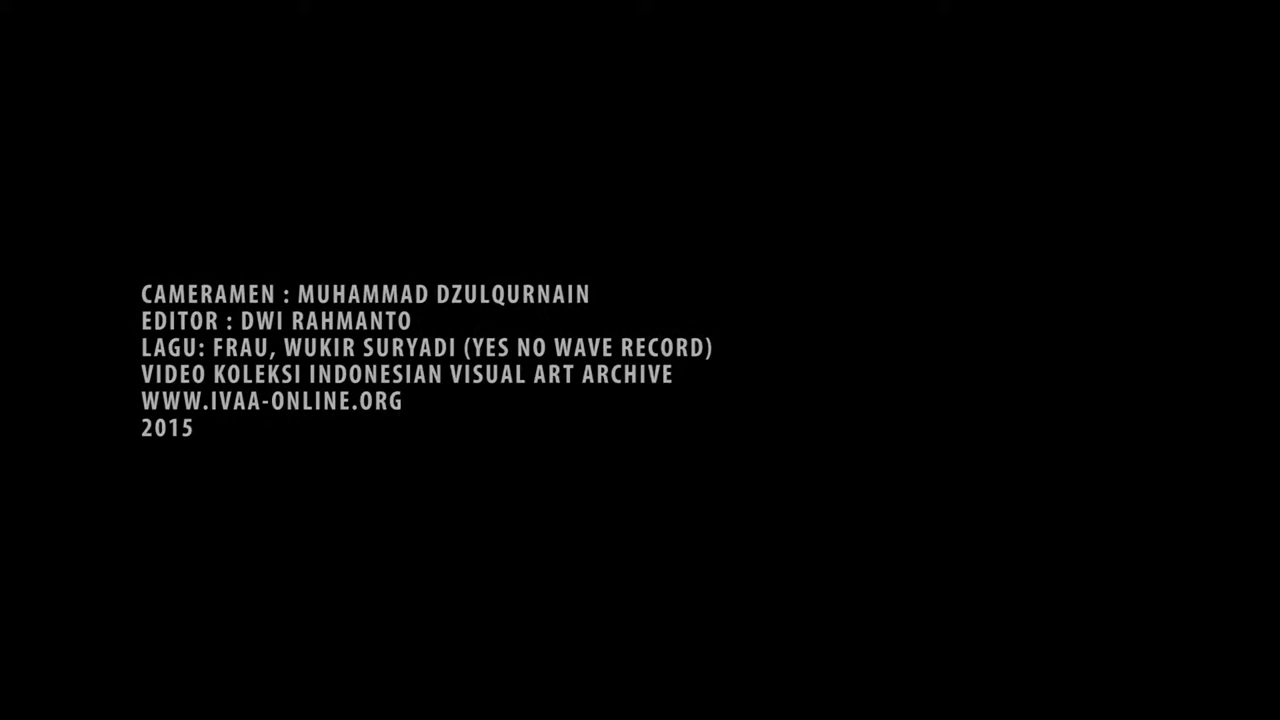 CAMERAMEN : MUHAMMAD DZULQURNAIN
EDITOR : DWI RAHMANTO
LAGU: FRAU, WUKIR SURYADI (YES NO WAVE RECORD)
VIDEO KOLEKSI INDONESIAN VISUAL ART ARCHIVE
WWW.IVAA-ONLINE.ORG
2015